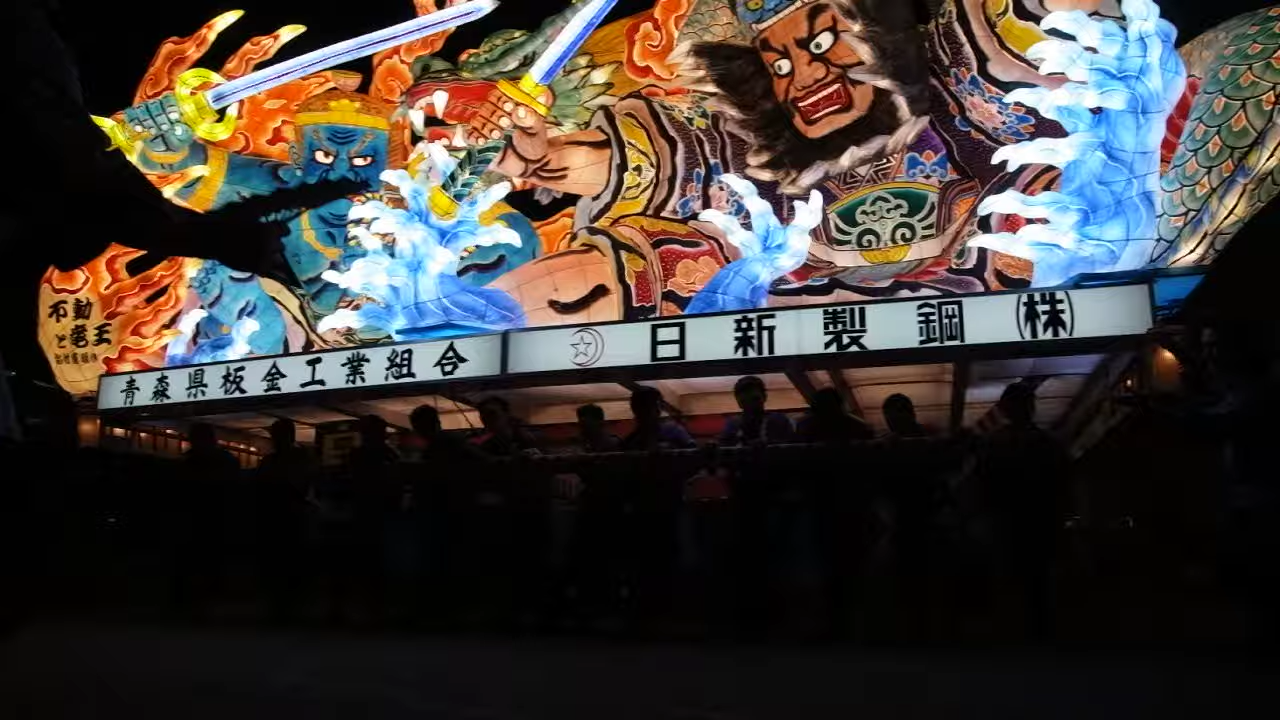 不動
と竜王
青森県板金工業組合
日新製鋼(株)